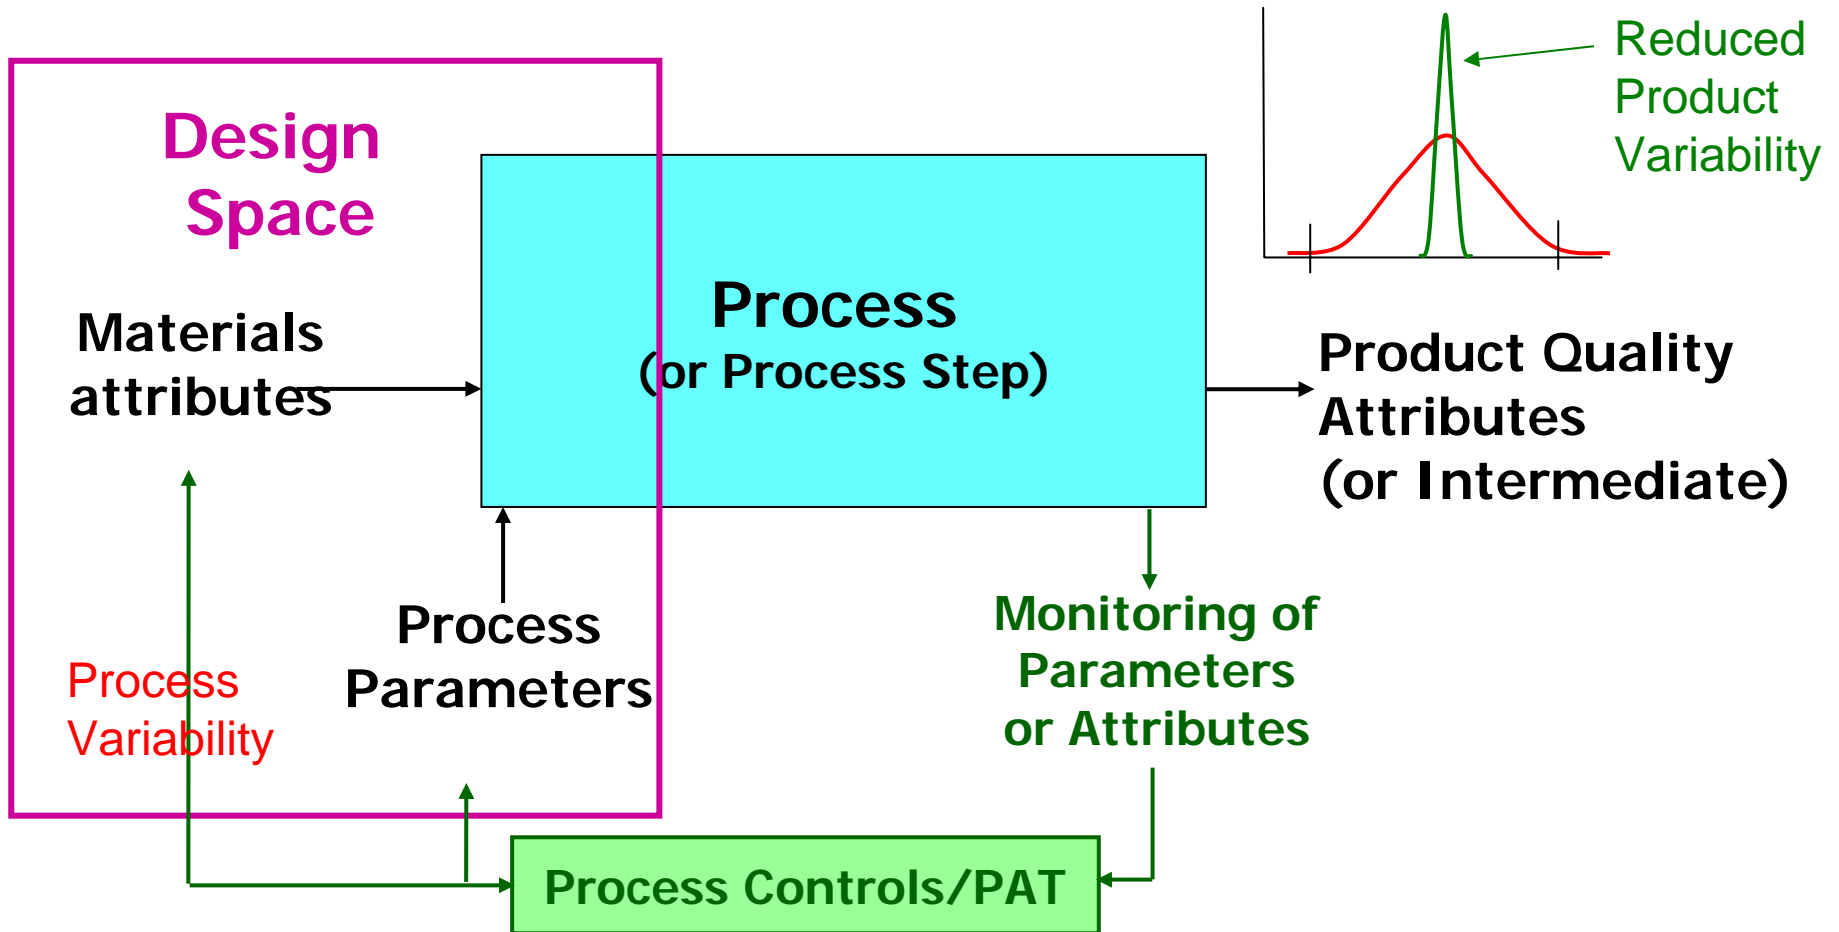 Design
Space
Materials
attributes
Process
Variability
Process
Parameters
Process
(or Process Step)
Reduced
Product
Variability
Product Quality
Attributes
(or Intermediate)
Monitoring of
Parameters
or Attributes
Process Controls/PAT